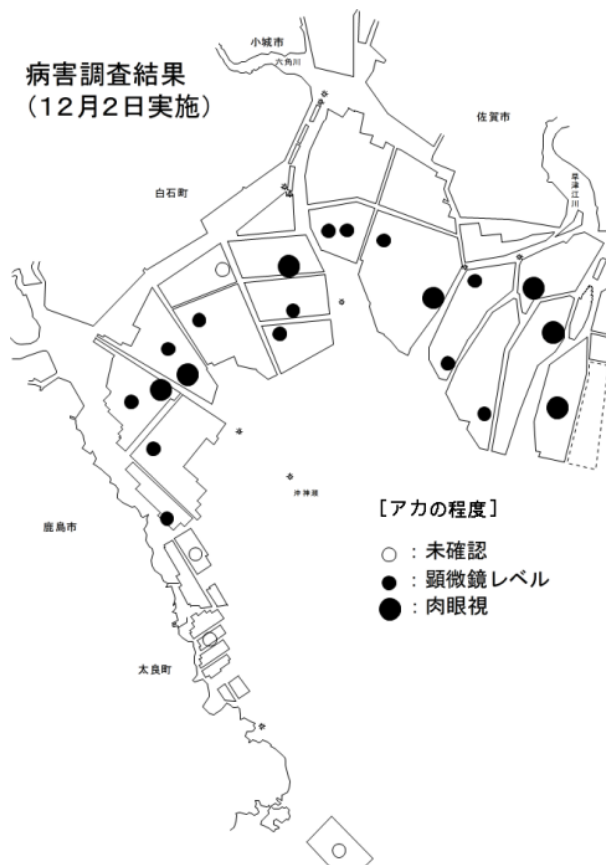 病害調査結果
（１２月２日実施）
小城市
六角川
佐賀市
早津江川
白石町
沖神瀬
鹿島市
太良町
［アカの程度］
○：未確認
●：顕微鏡レベル
●：肉眼視